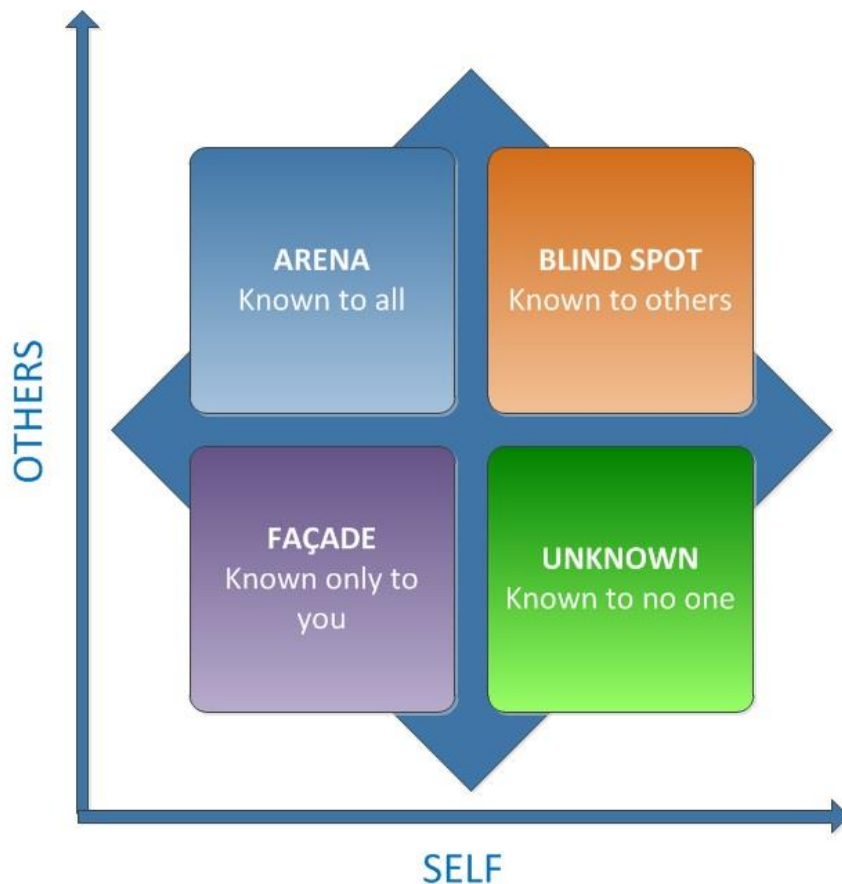 ARENA
Known to all
BLIND SPOT
Known to others
OTHERS
FAÇADE
Known only to
you
UNKNOWN
Known to no one
SELF